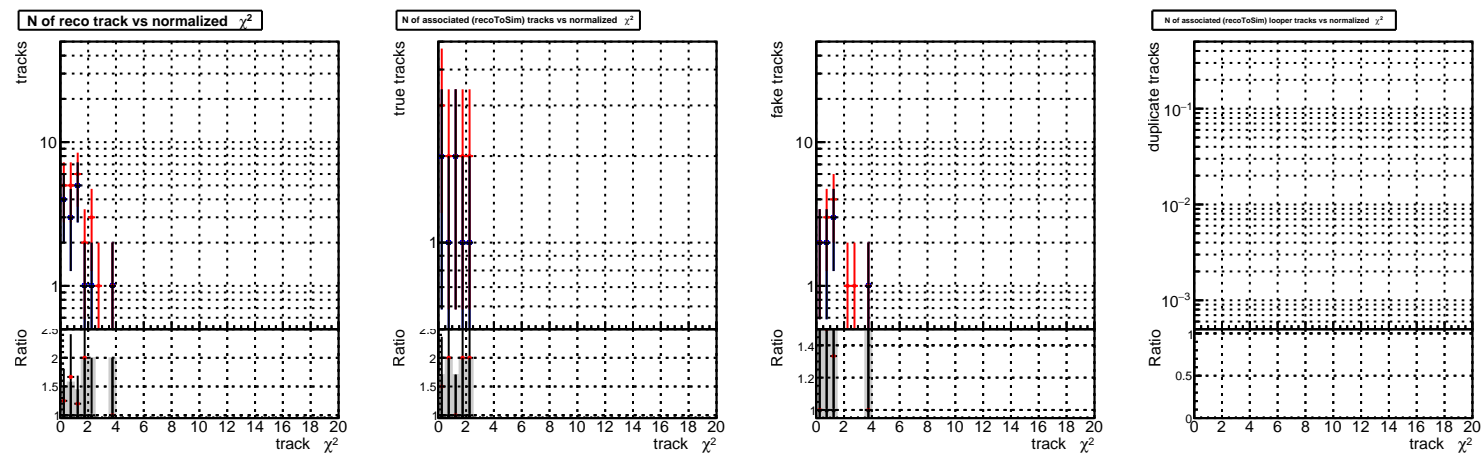 N of reco track vs normalized χ²
tracks
10
1
Ratio
2.5
2
1.5
1
0 2 4 6 8 10 12 14 16 18 20
track χ²
N of associated (recoToSim) tracks vs normalized χ²
true tracks
1
Ratio
2.5
2
1.5
1
0 2 4 6 8 10 12 14 16 18 20
track χ²
fake tracks
10
1
Ratio
1.4
1.2
1
0 2 4 6 8 10 12 14 16 18 20
track χ²
N of associated (recoToSim) looper tracks vs normalized χ²
duplicate tracks
10⁻¹
10⁻²
10⁻³
Ratio
1
0.5
0
0 2 4 6 8 10 12 14 16 18 20
track χ²